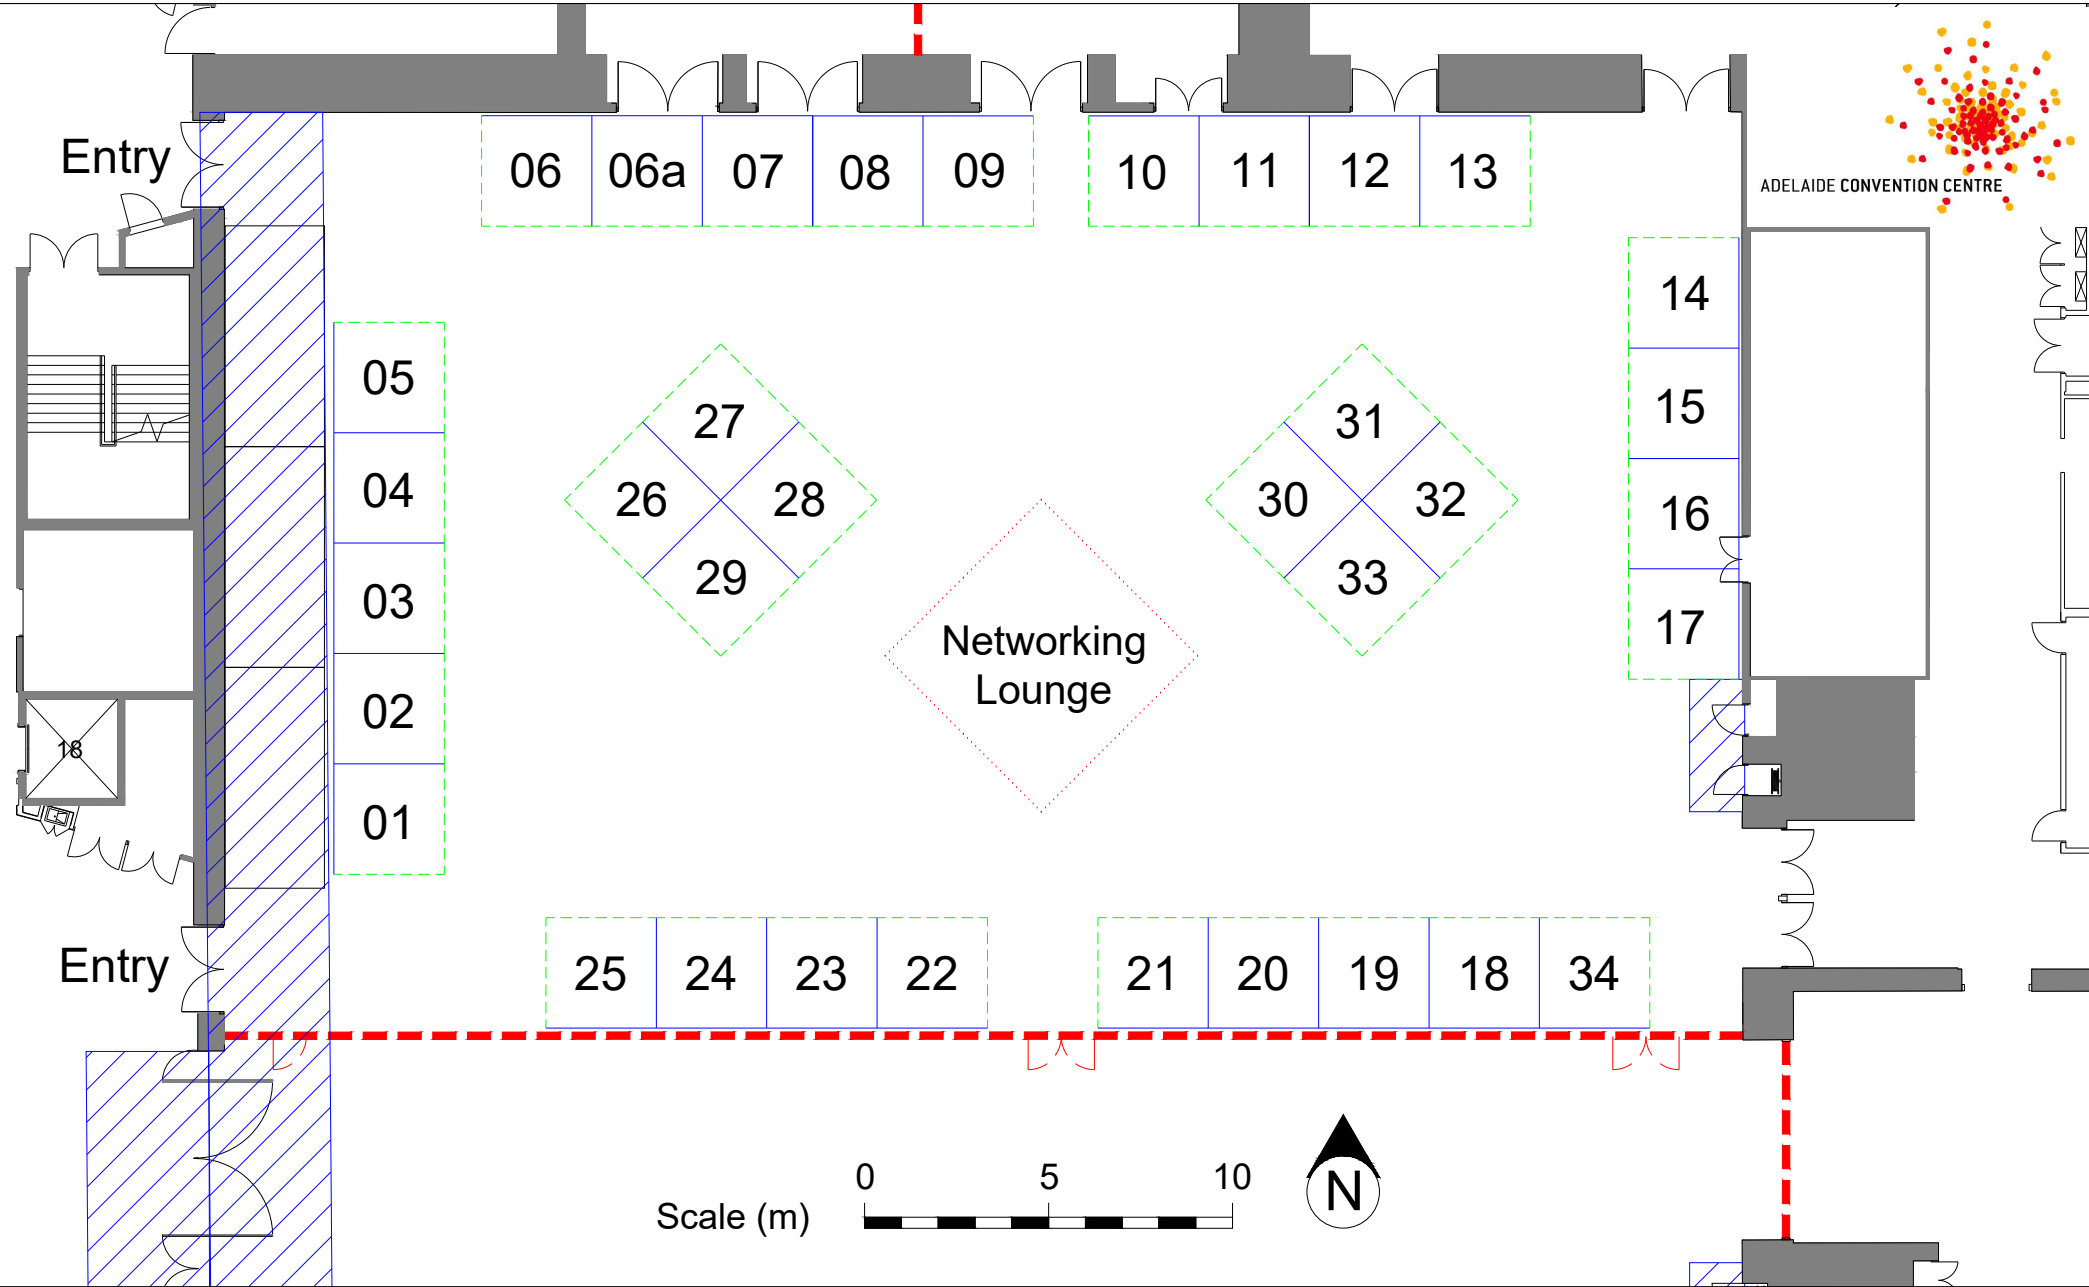 Entry
06 06a 07 08 09 10 11 12 13
ADELAIDE CONVENTION CENTRE
14
05
27
31
15
04
26 28
30 32
16
29
33
03
17
Networking
Lounge
02
18
01
Entry
25 24 23 22 21 20 19 18 34
0 5 10
Scale (m)
N